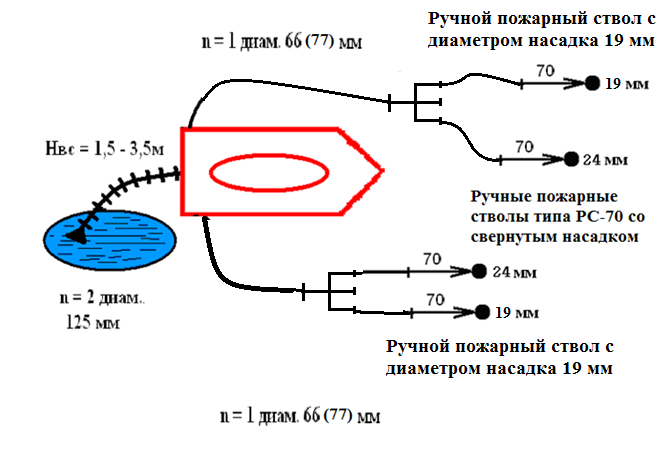 Ручной пожарный ствол с
диаметром насадка 19 мм
n = 1 диам. 66 (77) мм
70
19 мм
70
24 мм
Hвс = 1,5 - 3,5м
Ручные пожарные
стволы типа РС-70 со
свернутым насадком
70
24 мм
n = 2 диам..
125 мм
70
19 мм
Ручной пожарный ствол с
диаметром насадка 19 мм
n = 1 диам. 66 (77) мм